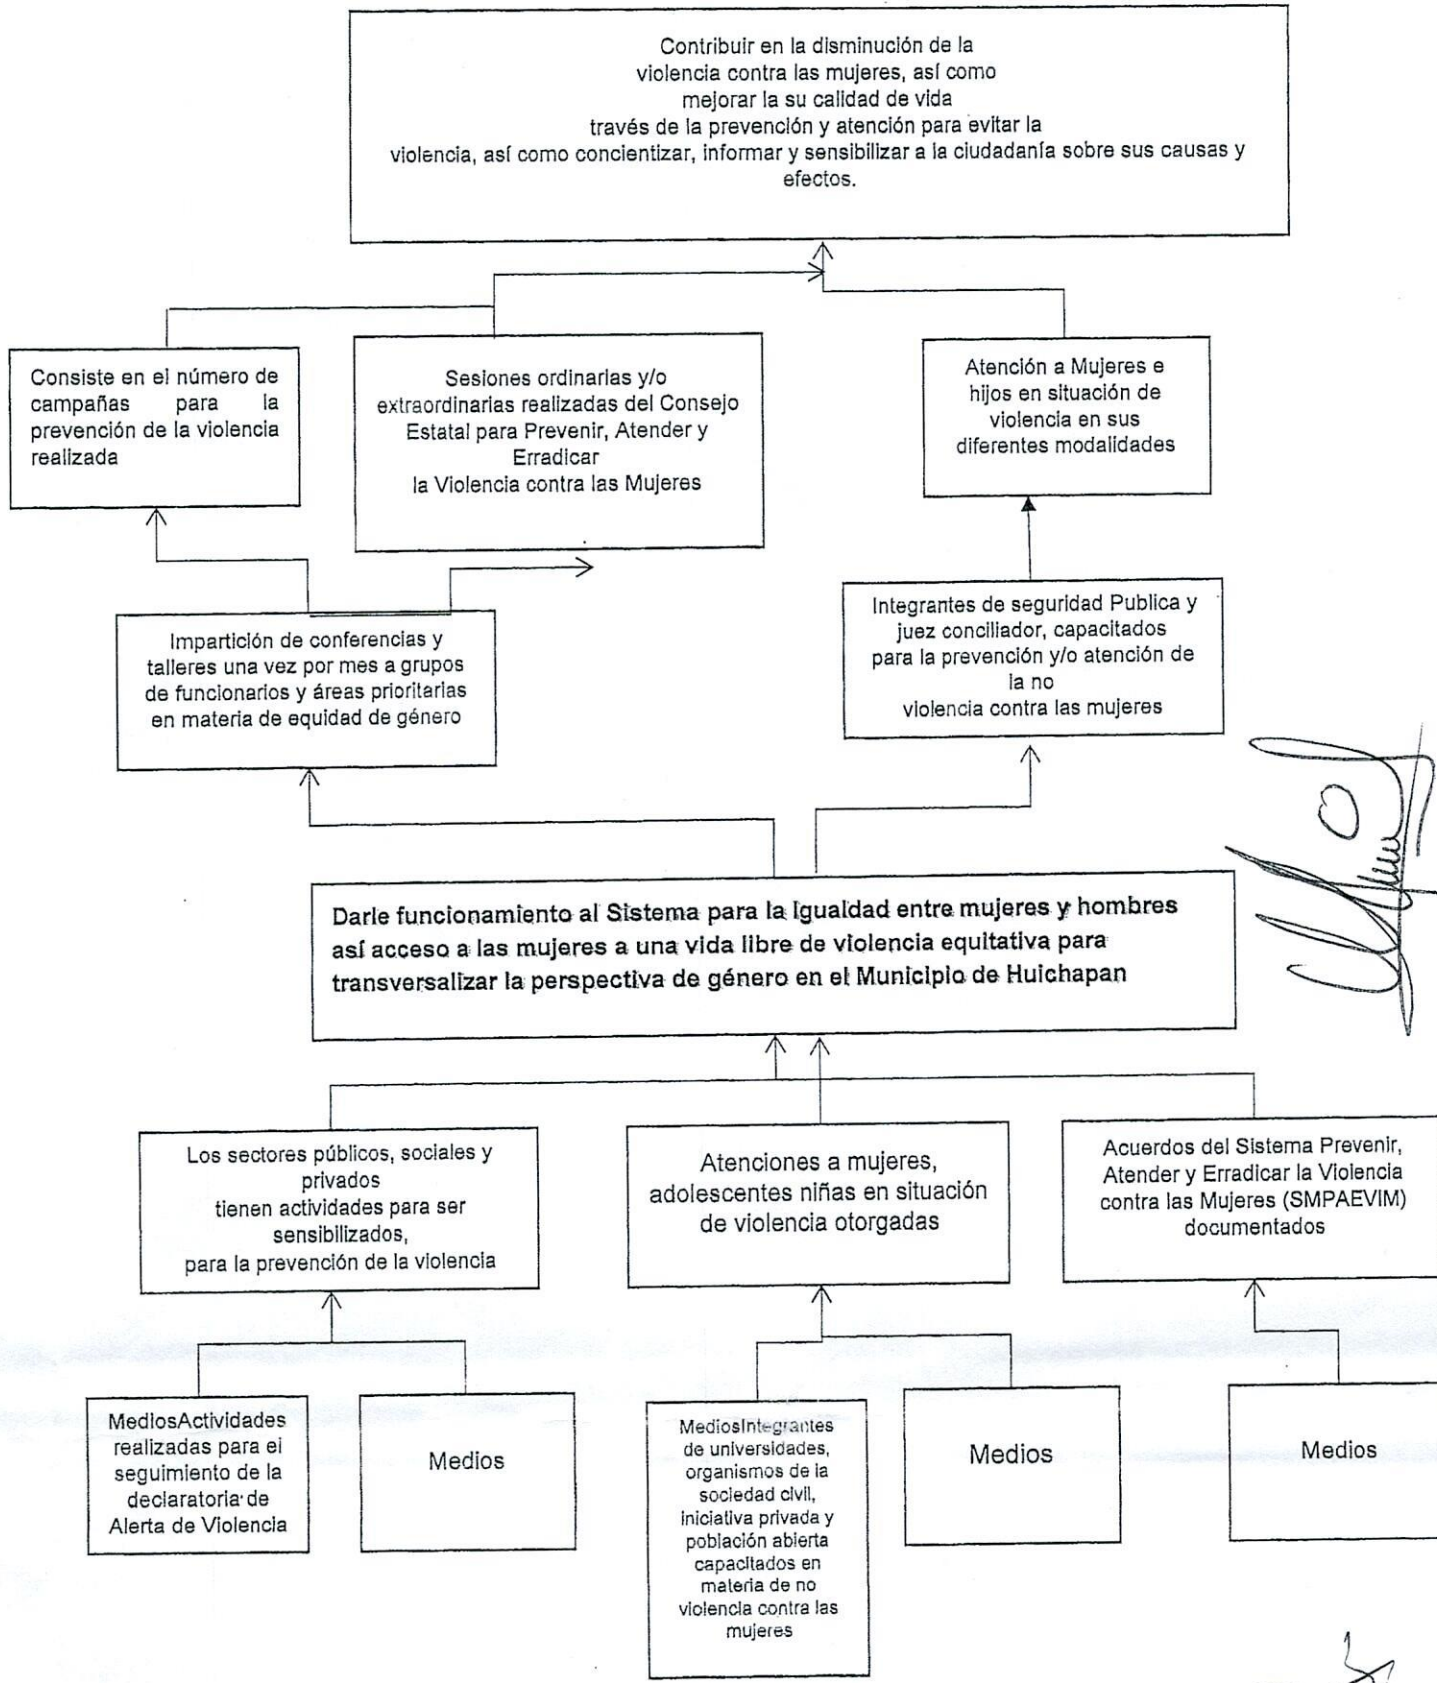 Contribuir en la disminución de la
violencia contra las mujeres, así como
mejorar la su calidad de vida
través de la prevención y atención para evitar la
violencia, así como concientizar, informar y sensibilizar a la ciudadanía sobre sus causas y
efectos.
Consiste en el número de
campañas para la
prevención de la violencia
realizada
Sesiones ordinarias y/o
extraordinarias realizadas del Consejo
Estatal para Prevenir, Atender y
Erradicar
la Violencia contra las Mujeres
Atención a Mujeres e
hijos en situación de
violencia en sus
diferentes modalidades
Impartición de conferencias y
talleres una vez por mes a grupos
de funcionarios y áreas prioritarias
en materia de equidad de género
Integrantes de seguridad Publica y
juez conciliador, capacitados
para la prevención y/o atención de
la no
violencia contra las mujeres
Darle funcionamiento al Sistema para la igualdad entre mujeres y hombres
así acceso a las mujeres a una vida libre de violencia equitativa para
transversalizar la perspectiva de género en el Municipio de Huichapan
Los sectores públicos, sociales y
privados
tienen actividades para ser
sensibilizados,
para la prevención de la violencia
Atenciones a mujeres,
adolescentes niñas en situación
de violencia otorgadas
Acuerdos del Sistema Prevenir,
Atender y Erradicar la Violencia
contra las Mujeres (SMPAEVIM)
documentados
MediosActividades
realizadas para el
seguimiento de la
declaratoria de
Alerta de Violencia
Medios
MediosIntegrantes
de universidades,
organismos de la
sociedad civil,
iniciativa privada y
población abierta
capacitados en
materia de no
violencia contra las
mujeres
Medios
Medios